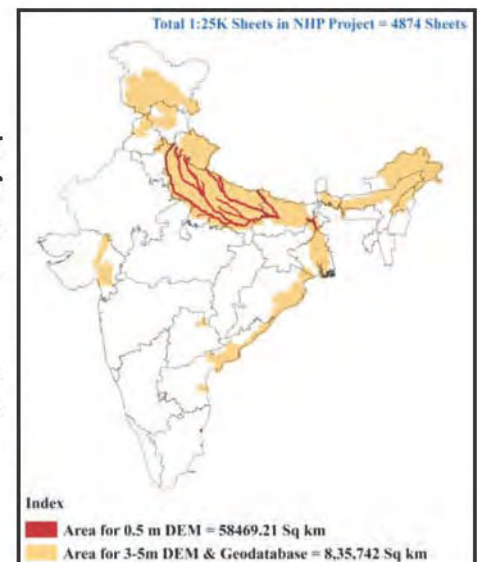 Total 1:25K Sheets in NHP Project = 4874 Sheets
Index
Area for 0.5 m DEM = 58469.21 Sq km
Area for 3-5m DEM & Geodatabase = 8,35,742 Sq km